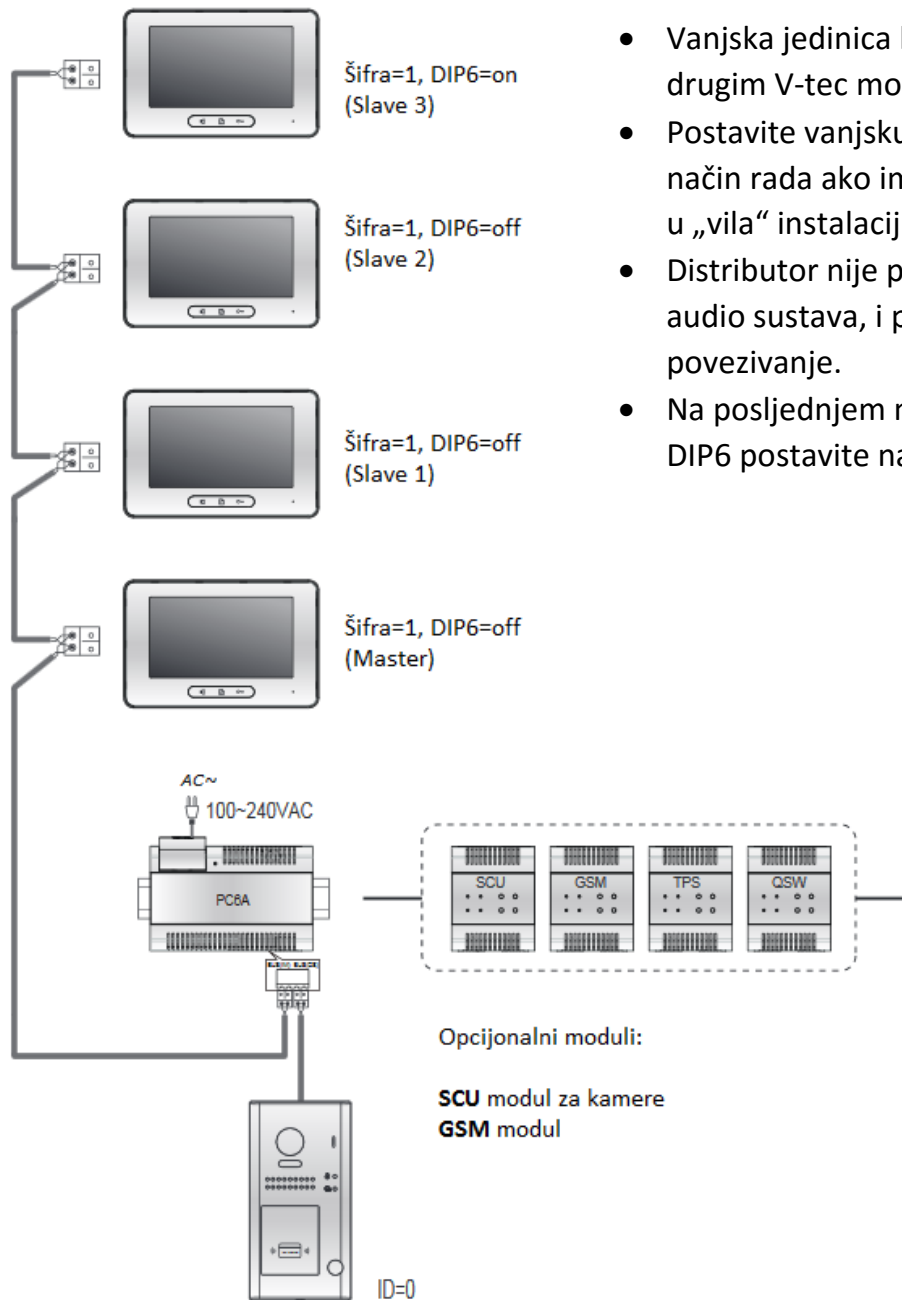 Šifra=1, DIP6=on
(Slave 3)
Šifra=1, DIP6=off
(Slave 2)
Šifra=1, DIP6=off
(Slave 1)
Šifra=1, DIP6=off
(Master)
• Vanjska jedinica
drugim V-tec mo
• Postavite vanjsku
način rada ako im
u „vila“ instalacij
• Distributor nije p
audio sustava, i p
povezivanje.
• Na posljednjem
DIP6 postavite na
AC~
100~240VAC
PC6A
SCU GSM TPS QSW
Opcijonalni moduli:
SCU modul za kamere
GSM modul
ID=0